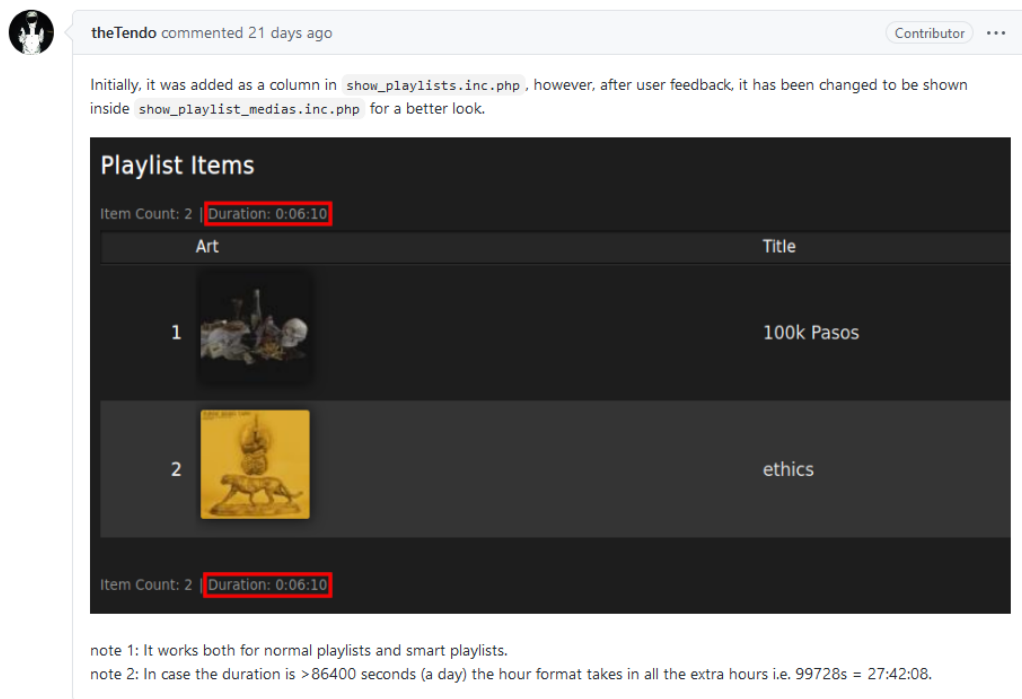 theTendo commented 21 days ago
Contributor
Initially, it was added as a column in show_playlists.inc.php , however, after user feedback, it has been changed to be shown
inside show_playlist_medias.inc.php for a better look.
Playlist Items
Item Count: 2 | Duration: 0:06:10
Art Title
1 100k Pasos
2 ethics
Item Count: 2 | Duration: 0:06:10
note 1: It works both for normal playlists and smart playlists.
note 2: In case the duration is >86400 seconds (a day) the hour format takes in all the extra hours i.e. 99728s = 27:42:08.